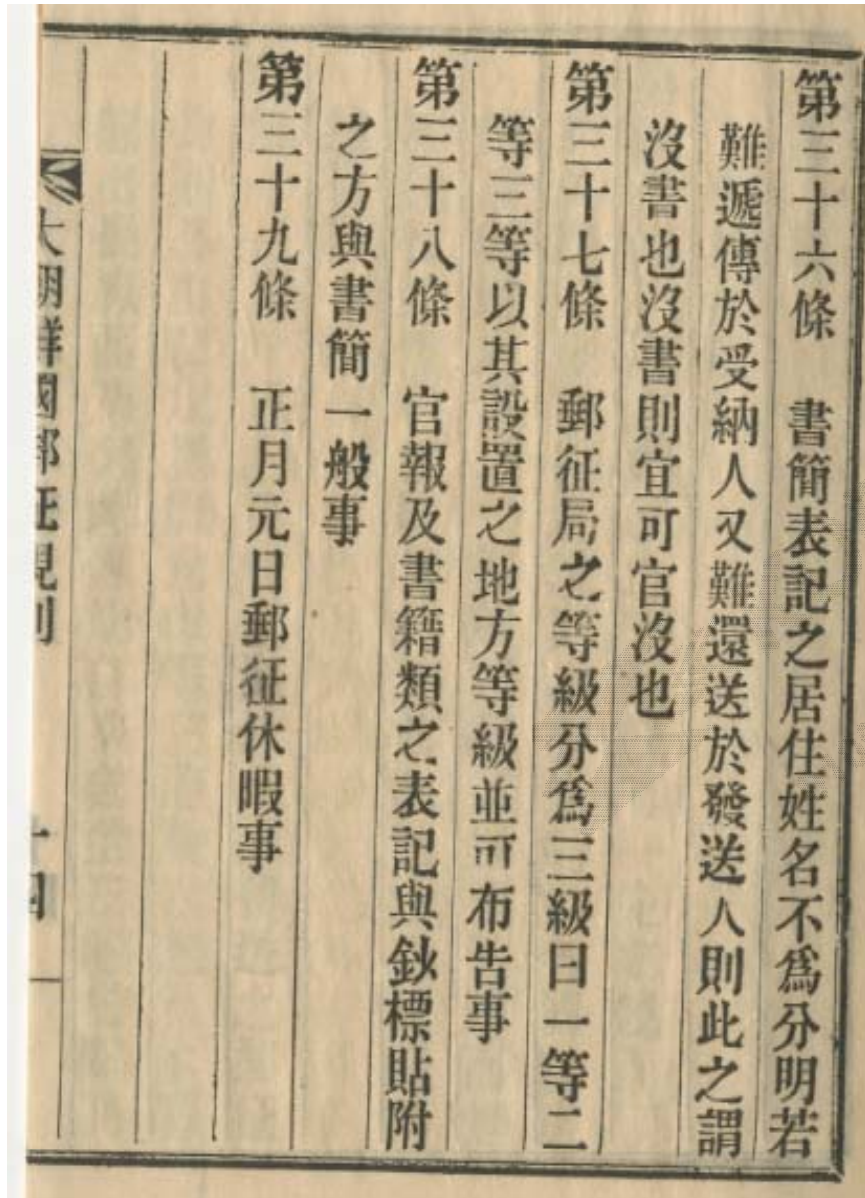 第三十六條　書簡表記之居住姓名不爲分明若
難遞傳於受納人又難還送於發送人則此之謂
沒書也沒書則宜可官沒也
第三十七條　郵征局之等級分爲三級曰一等二
等三等以其設置之地方等級並可布告事
第三十八條　官報及書籍類之表記與鈔標貼附
之方與書簡一般事
第三十九條　正月元日郵征休暇事
大朝鮮國郵征規則　十四